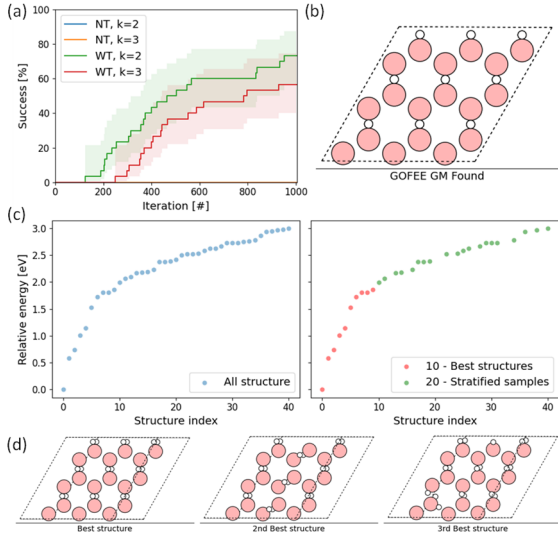 (a)
NT, k=2
NT, k=3
WT, k=2
WT, k=3
Success [%]
100
80
60
40
20
0
0 200 400 600 800 1000
Iteration [#]
(b)
GOFEE GM Found
(c)
Relative energy [eV]
3.0
2.5
2.0
1.5
1.0
0.5
0.0
All structure
0 10 20 30 40
Structure index
10 - Best structures
20 - Stratified samples
0 10 20 30 40
Structure index
(d)
Best structure
2nd Best structure
3rd Best structure